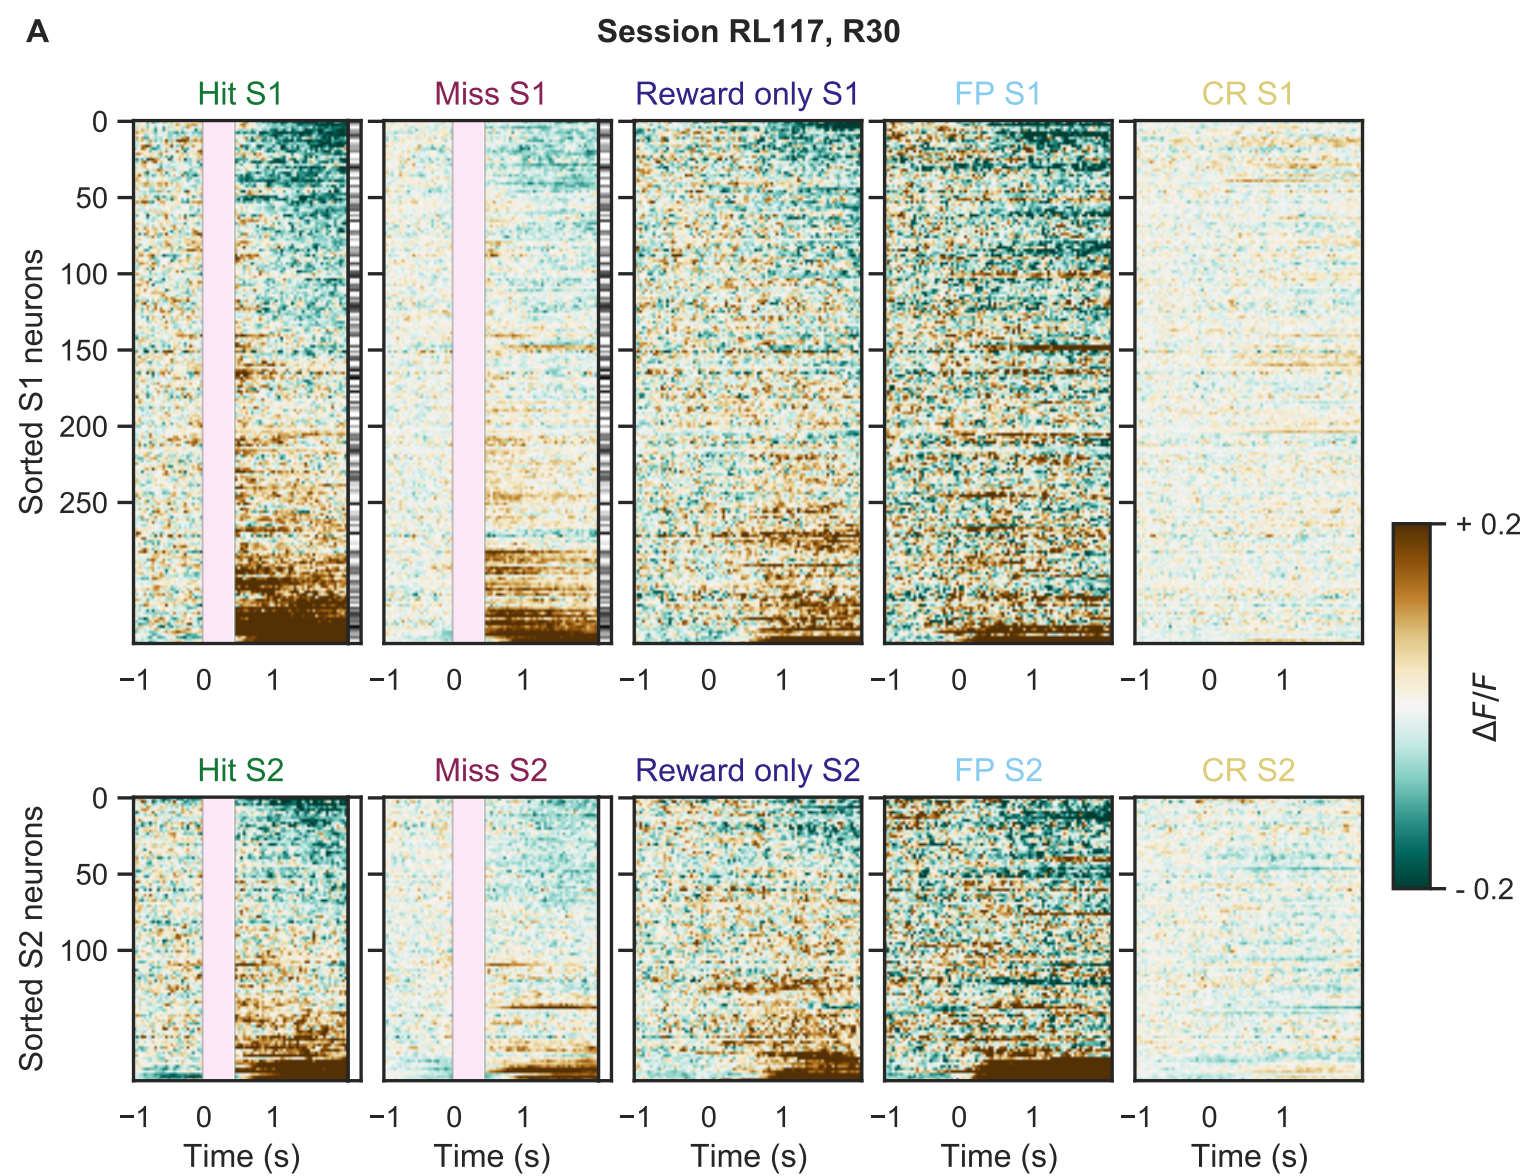 A
Session RL117, R30
Hit S1 Miss S1 Reward only S1 FP S1 CR S1
Sorted S1 neurons
0
50
100
150
200
250
−1 0 1 −1 0 1 −1 0 1 −1 0 1 −1 0 1
+ 0.2
ΔF/F
- 0.2
Hit S2 Miss S2 Reward only S2 FP S2 CR S2
Sorted S2 neurons
0
50
100
−1 0 1 −1 0 1 −1 0 1 −1 0 1 −1 0 1
Time (s) Time (s) Time (s) Time (s) Time (s)